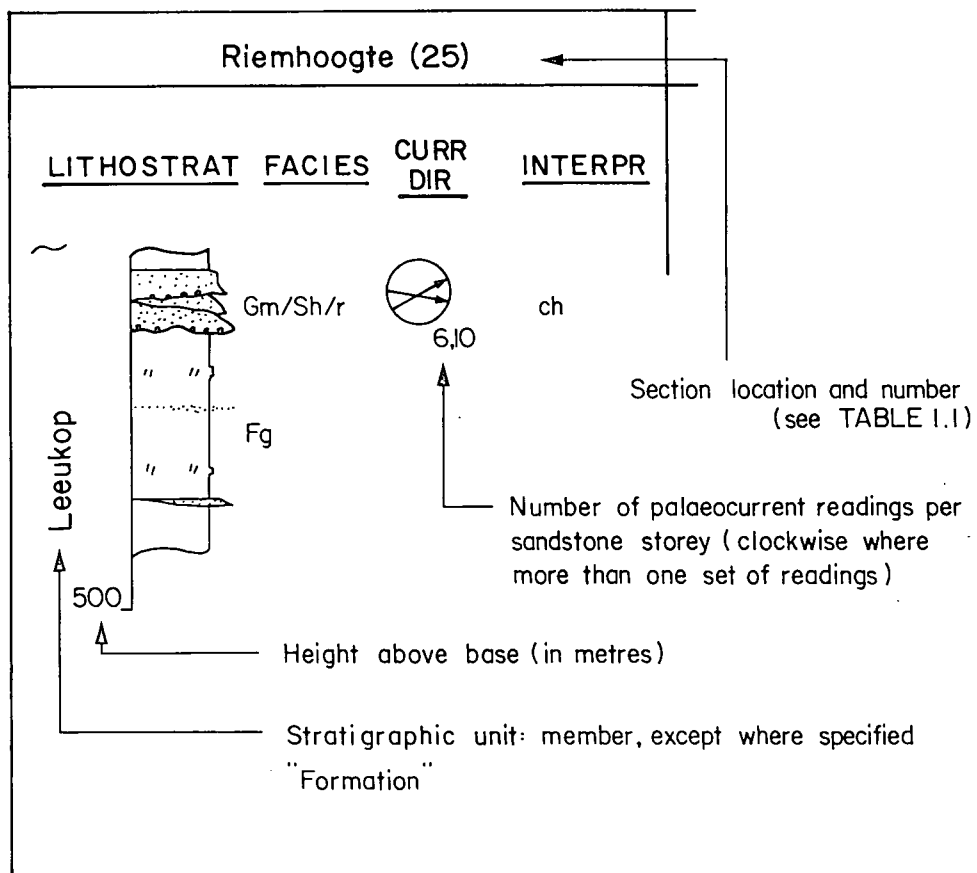 Riemhoogte (25)
LITHOSTRAT FACIES CURR DIR INTERPR
Gm/Sh/r
6,10
ch
Fg
Leeukop
500
Section location and number
(see TABLE 1.1)
Number of palaeocurrent readings per
sandstone storey (clockwise where
more than one set of readings)
Height above base (in metres)
Stratigraphic unit: member, except where specified
"Formation"